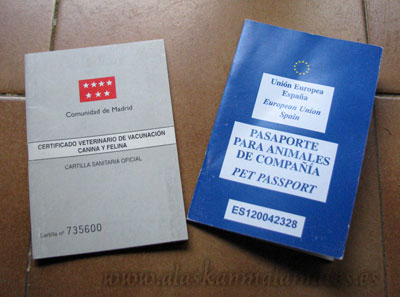 Comunidad de Madrid
CERTIFICADO VETERINARIO DE VACUNACIÓN
CANINA Y FELINA
CARTILLA SANITARIA OFICIAL
Cartilla nº 735600
Unión Europea
España
European Union
Spain
PASAPORTE
PARA ANIMALES
DE COMPAÑÍA
PET PASSPORT
ES120042328
www.alaskanmalamutes.es